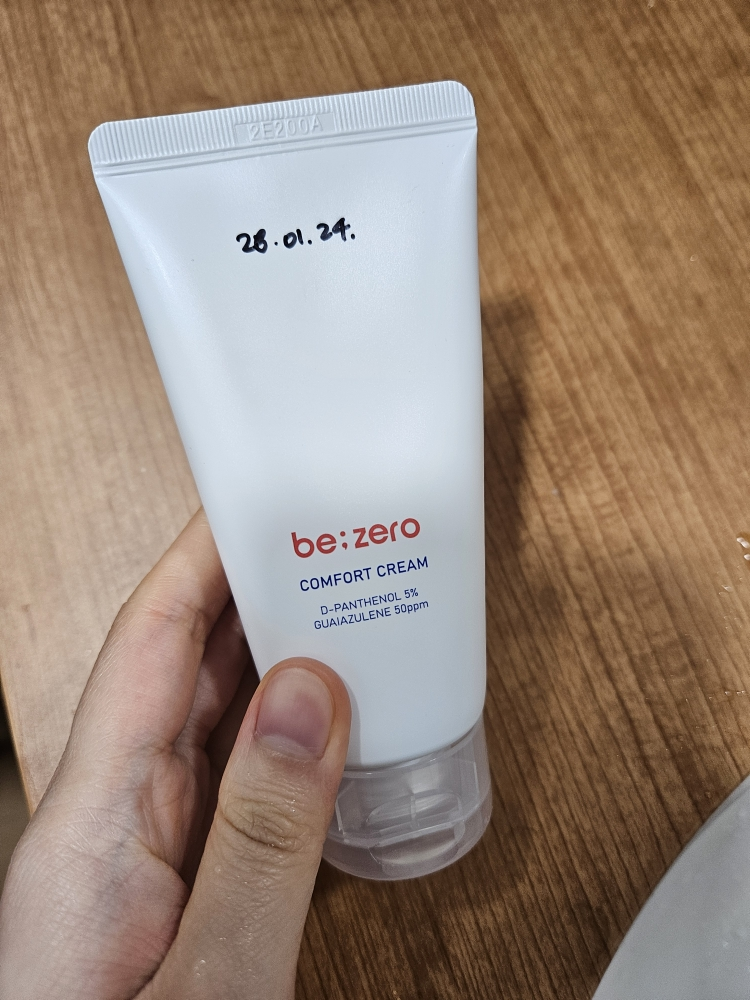 2E200A
28.01.24.
be:zero
COMFORT CREAM
D-PANTHENOL 5%
GUAIAZULENE 50ppm